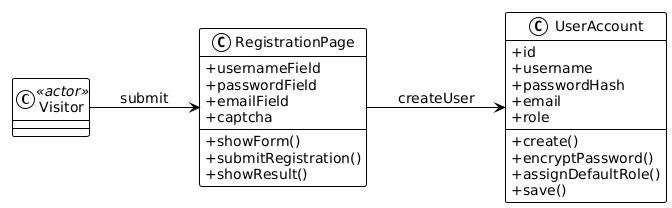 C «actor»
Visitor
submit
C RegistrationPage
+usernameField
+passwordField
+emailField
+captcha
+showForm()
+submitRegistration()
+showResult()
createUser
C UserAccount
+id
+username
+passwordHash
+email
+role
+create()
+encryptPassword()
+assignDefaultRole()
+save()